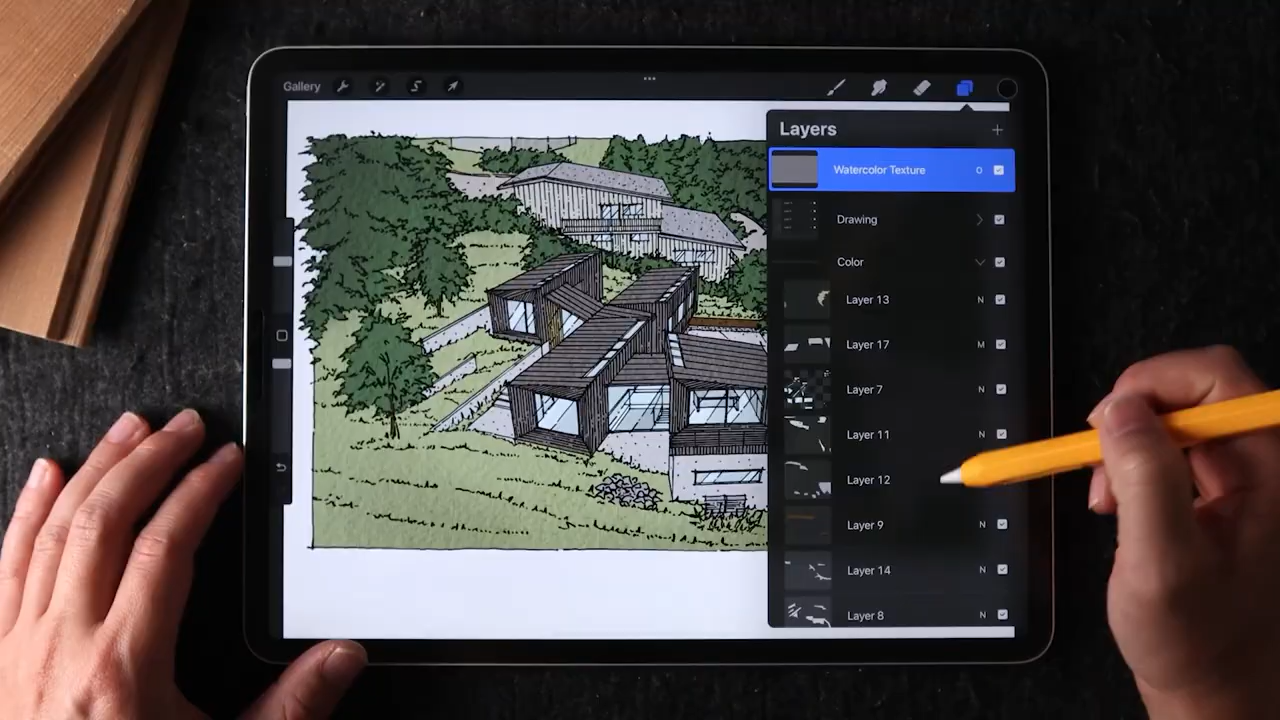 Gallery
Layers
Watercolor Texture O
Drawing
Color
Layer 13 N
Layer 17 M
Layer 7 N
Layer 11 N
Layer 12
Layer 9 N
Layer 14 N
Layer 8 N